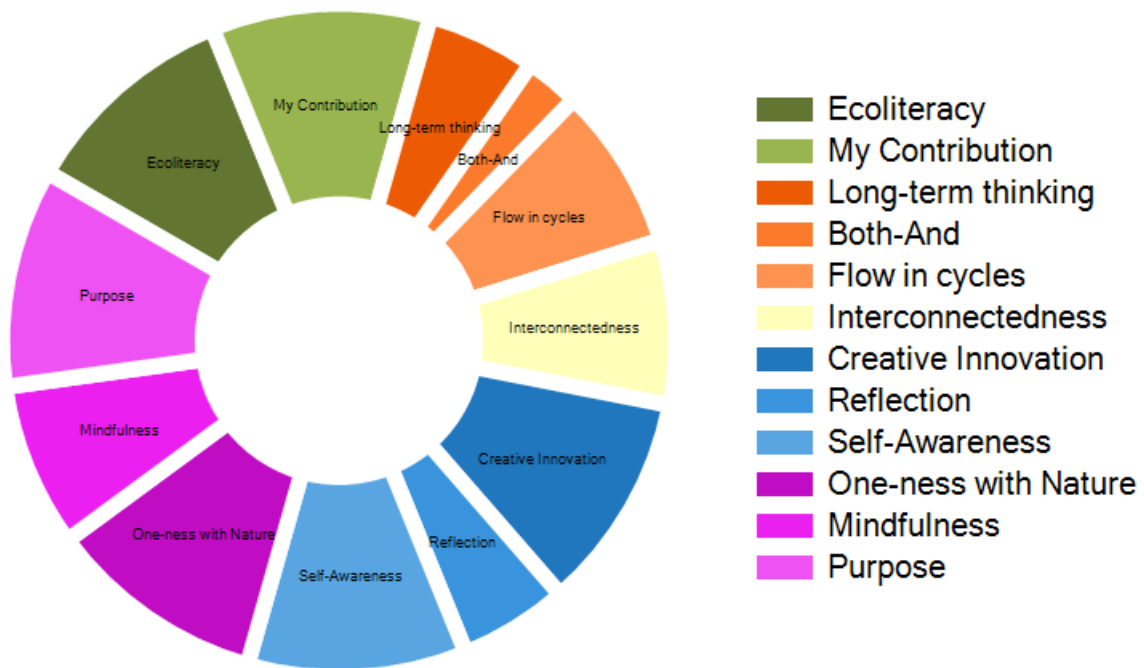 My Contribution
Long-term thinking
Both-And
Ecoliteracy
Flow in cycles
Purpose
Interconnectedness
Mindfulness
Creative Innovation
One-ness with Nature
Reflection
Self-Awareness
Ecoliteracy
My Contribution
Long-term thinking
Both-And
Flow in cycles
Interconnectedness
Creative Innovation
Reflection
Self-Awareness
One-ness with Nature
Mindfulness
Purpose